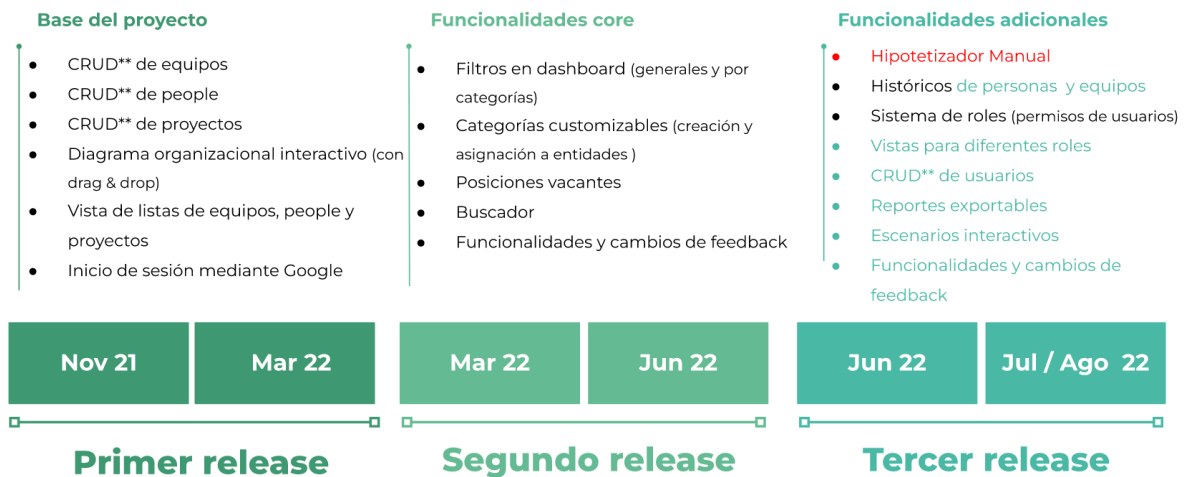 Base del proyecto
● CRUD** de equipos
● CRUD** de people
● CRUD** de proyectos
● Diagrama organizacional interactivo (con
drag & drop)
● Vista de listas de equipos, people y
proyectos
● Inicio de sesión mediante Google
Funcionalidades core
● Filtros en dashboard (generales y por
categorías)
● Categorías customizables (creación y
asignación a entidades )
● Posiciones vacantes
● Buscador
● Funcionalidades y cambios de feedback
Funcionalidades adicionales
● Hipotetizador Manual
● Históricos de personas y equipos
● Sistema de roles (permisos de usuarios)
● Vistas para diferentes roles
● CRUD** de usuarios
● Reportes exportables
● Escenarios interactivos
● Funcionalidades y cambios de
feedback
Nov 21
Mar 22
Mar 22
Jun 22
Jun 22
Jul / Ago 22
Primer release
Segundo release
Tercer release